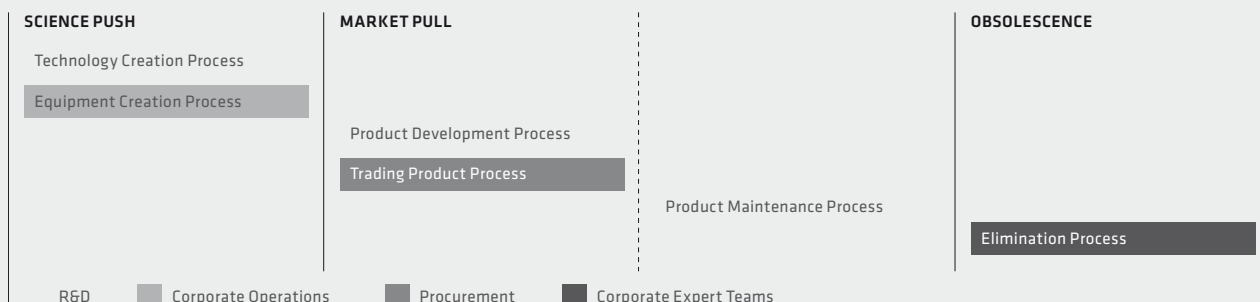 SCIENCE PUSH
Technology Creation Process
Equipment Creation Process
MARKET PULL
Product Development Process
Trading Product Process
Product Maintenance Process
OBSOLESCENCE
Elimination Process
R&D
Corporate Operations
Procurement
Corporate Expert Teams